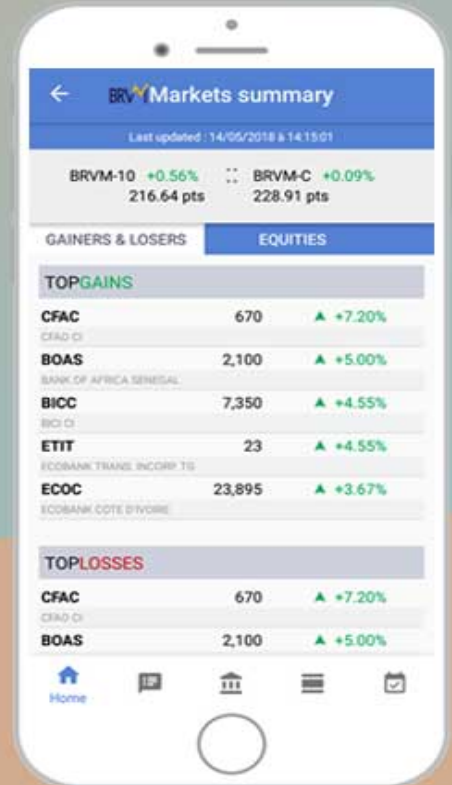 BRVM Markets summary
Last updated : 14/05/2018 à 14:15:01
BRVM-10 +0.56% BRVM-C +0.09%
216.64 pts 228.91 pts
GAINERS & LOSERS EQUITIES
TOPGAINS
CFAC 670 ▲ +7.20%
CFAO CI
BOAS 2,100 ▲ +5.00%
BANK OF AFRICA SENEGAL
BICC 7,350 ▲ +4.55%
BICI CI
ETIT 23 ▲ +4.55%
ECOBANK TRANS. INCORP. TG
ECOC 23,895 ▲ +3.67%
ECOBANK COTE D'IVOIRE
TOPLOSSES
CFAC 670 ▲ +7.20%
CFAO CI
BOAS 2,100 ▲ +5.00%
Home